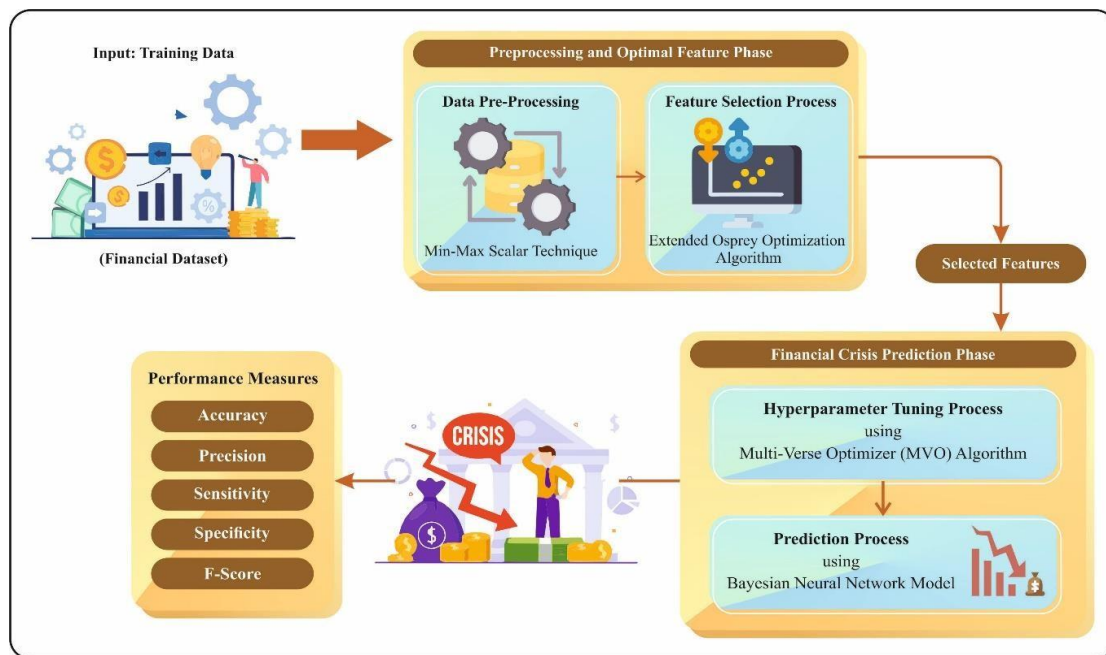 Input: Training Data
(Financial Dataset)
Preprocessing and Optimal Feature Phase
Data Pre-Processing
Min-Max Scalar Technique
Feature Selection Process
Extended Osprey Optimization
Algorithm
Selected Features
Financial Crisis Prediction Phase
Hyperparameter Tuning Process
using
Multi-Verse Optimizer (MVO) Algorithm
Prediction Process
using
Bayesian Neural Network Model
CRISIS
Performance Measures
Accuracy
Precision
Sensitivity
Specificity
F-Score